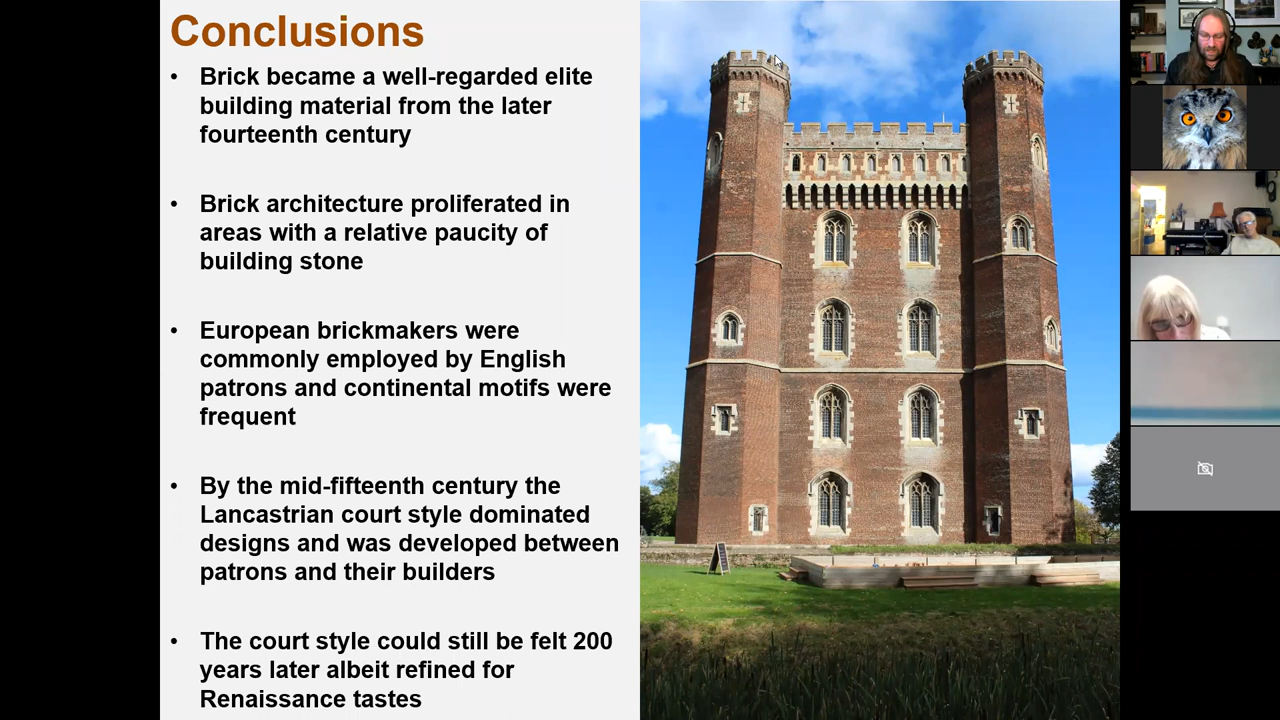 Conclusions
• Brick became a well-regarded elite
building material from the later
fourteenth century
• Brick architecture proliferated in
areas with a relative paucity of
building stone
• European brickmakers were
commonly employed by English
patrons and continental motifs were
frequent
• By the mid-fifteenth century the
Lancastrian court style dominated
designs and was developed between
patrons and their builders
• The court style could still be felt 200
years later albeit refined for
Renaissance tastes